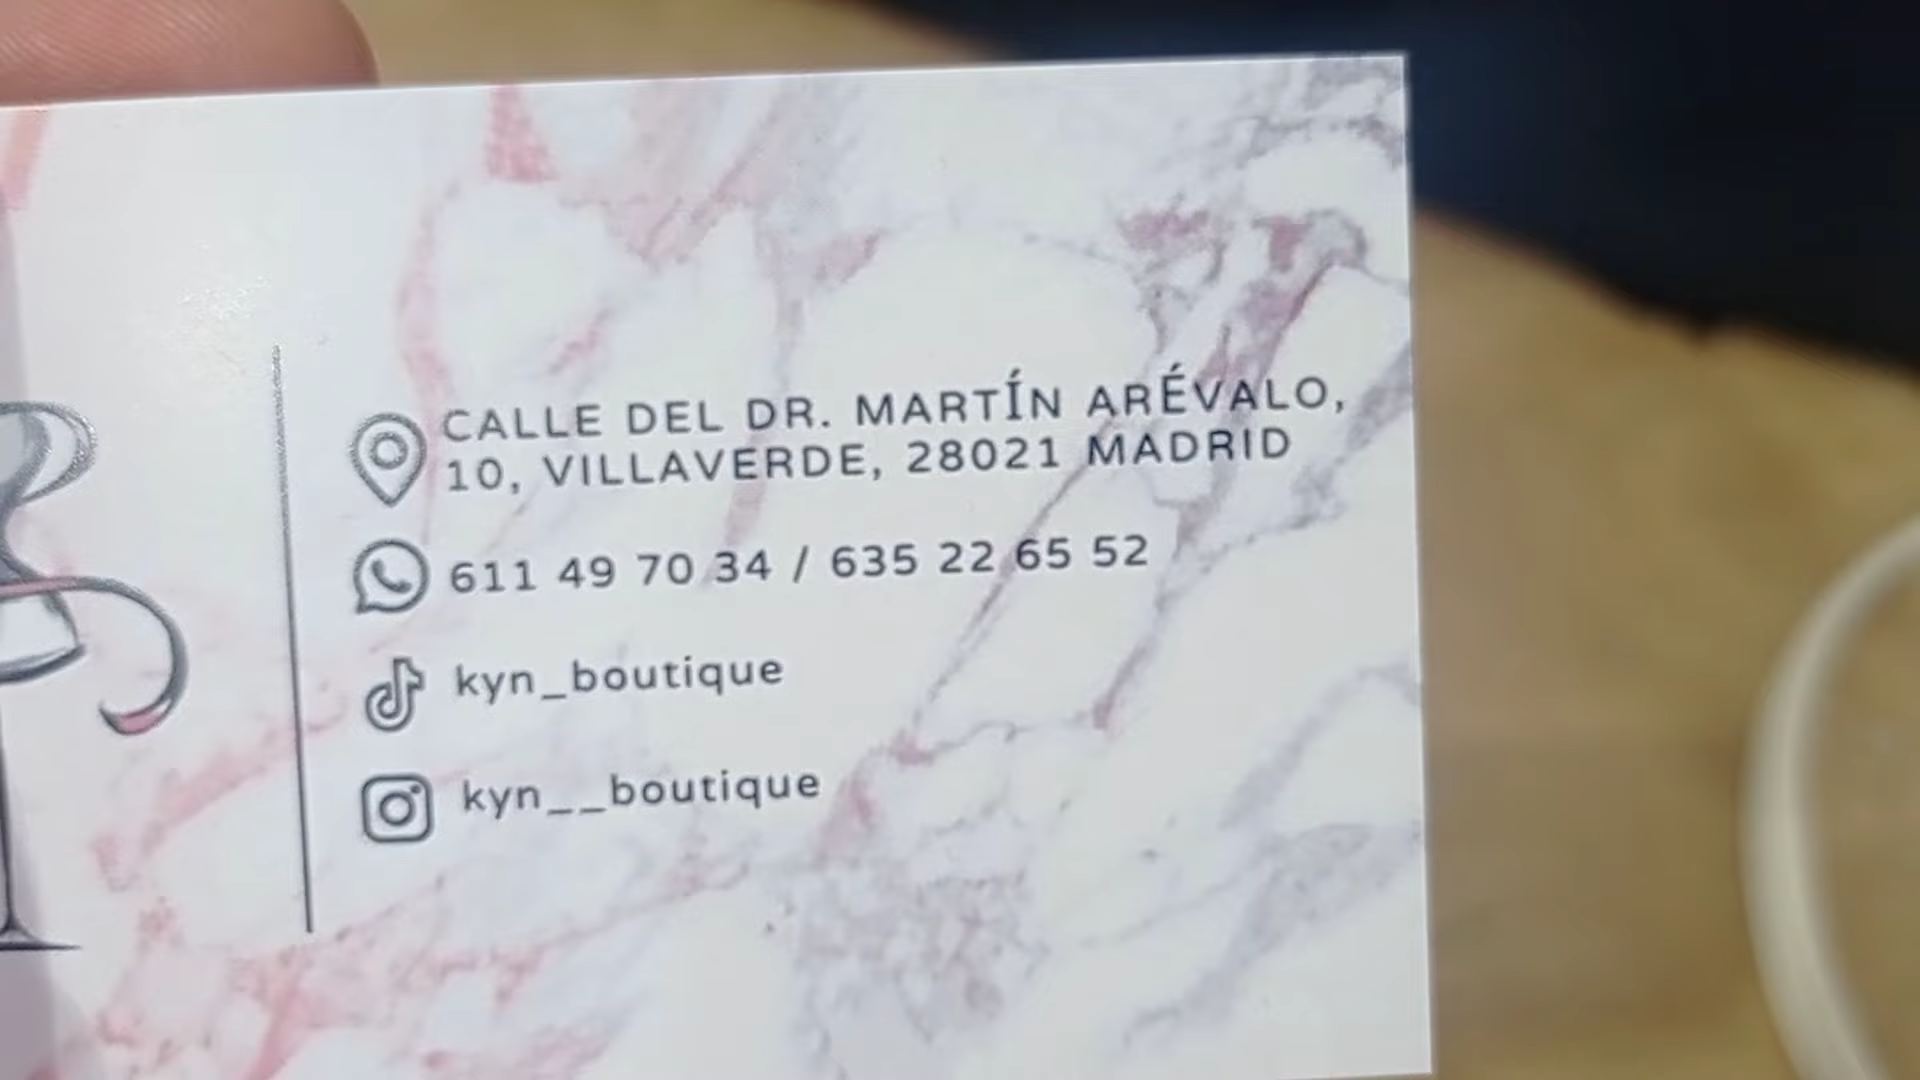 CALLE DEL DR. MARTÍN ARÉVALO,
10, VILLAVERDE, 28021 MADRID
611 49 70 34 / 635 22 65 52
kyn_boutique
kyn__boutique